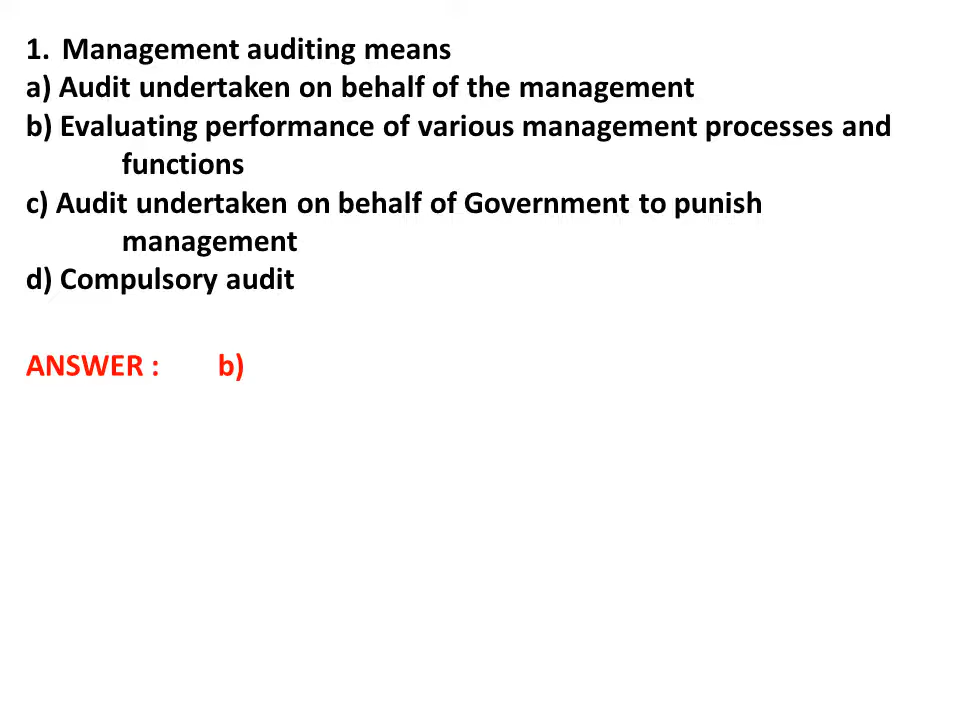 1. Management auditing means
a) Audit undertaken on behalf of the management
b) Evaluating performance of various management processes and
functions
c) Audit undertaken on behalf of Government to punish
management
d) Compulsory audit
ANSWER : b)